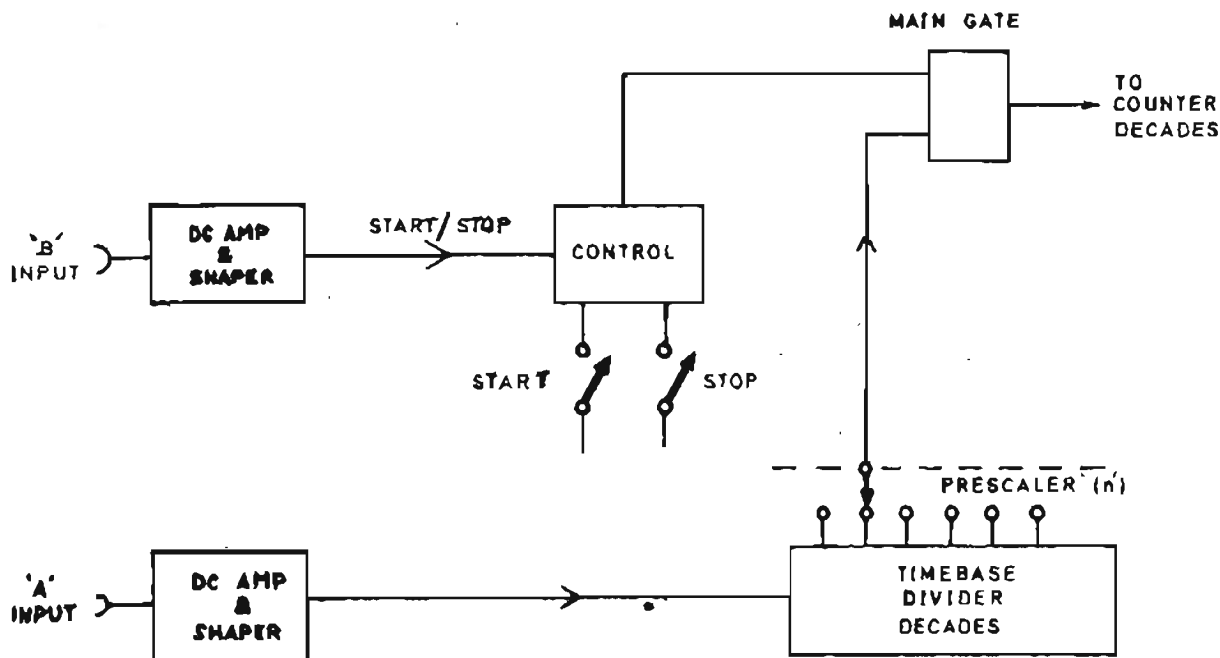 MAIN GATE
TO
COUNTER
DECADES
'B'
INPUT
DC AMP
&
SHAPER
START/STOP
CONTROL
START
STOP
PRESCALER '(n)
'A'
INPUT
DC AMP
&
SHAPER
TIMEBASE
DIVIDER
DECADES